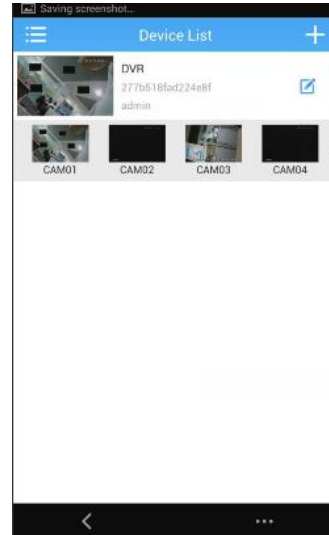 Saving screenshot...
Device List
DVR
277b518fad224e8f
admin
CAM01 CAM02 CAM03 CAM04